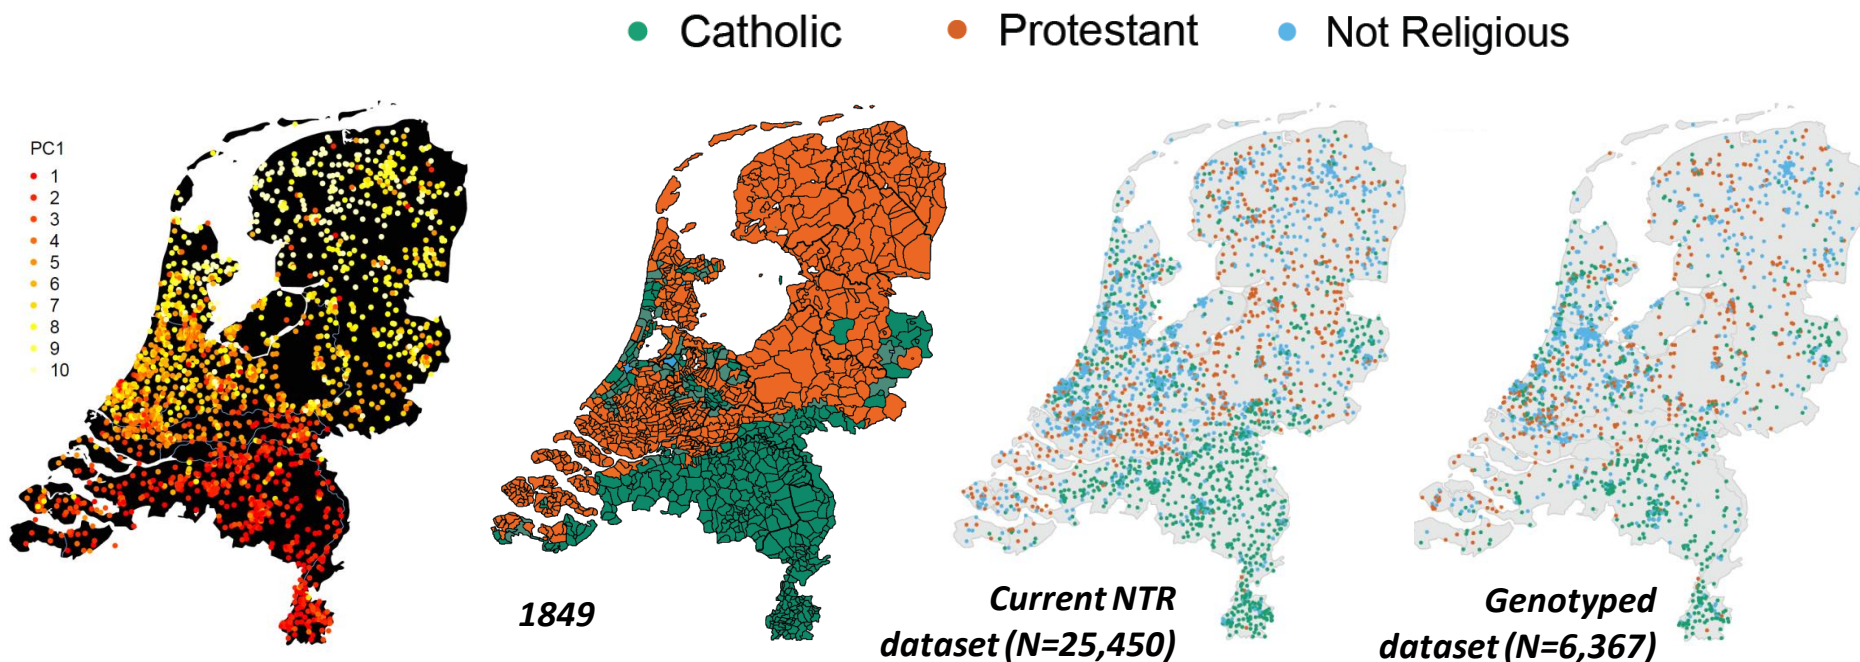 Catholic
Protestant
Not Religious
PC1
1
2
3
4
5
6
7
8
9
10
1849
Current NTR
dataset (N=25,450)
Genotyped
dataset (N=6,367)